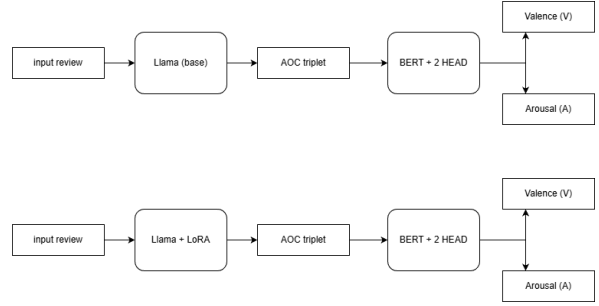 Valence (V)
input review
Llama (base)
AOC triplet
BERT + 2 HEAD
Arousal (A)
Valence (V)
input review
Llama + LoRA
AOC triplet
BERT + 2 HEAD
Arousal (A)